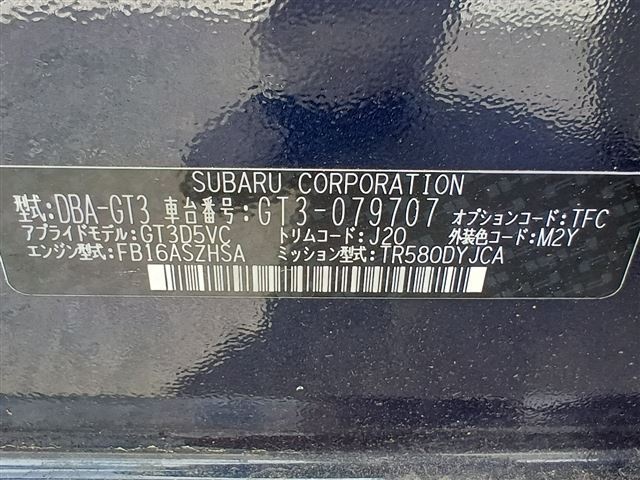 SUBARU CORPORATION
型式:DBA-GT3 車台番号:GT3-079707 オプションコード:TFC
アプライドモデル:GT3D5VC トリムコード:J20 外装色コード:M2Y
エンジン型式:FB16ASZHSA ミッション型式:TR580DYJCA